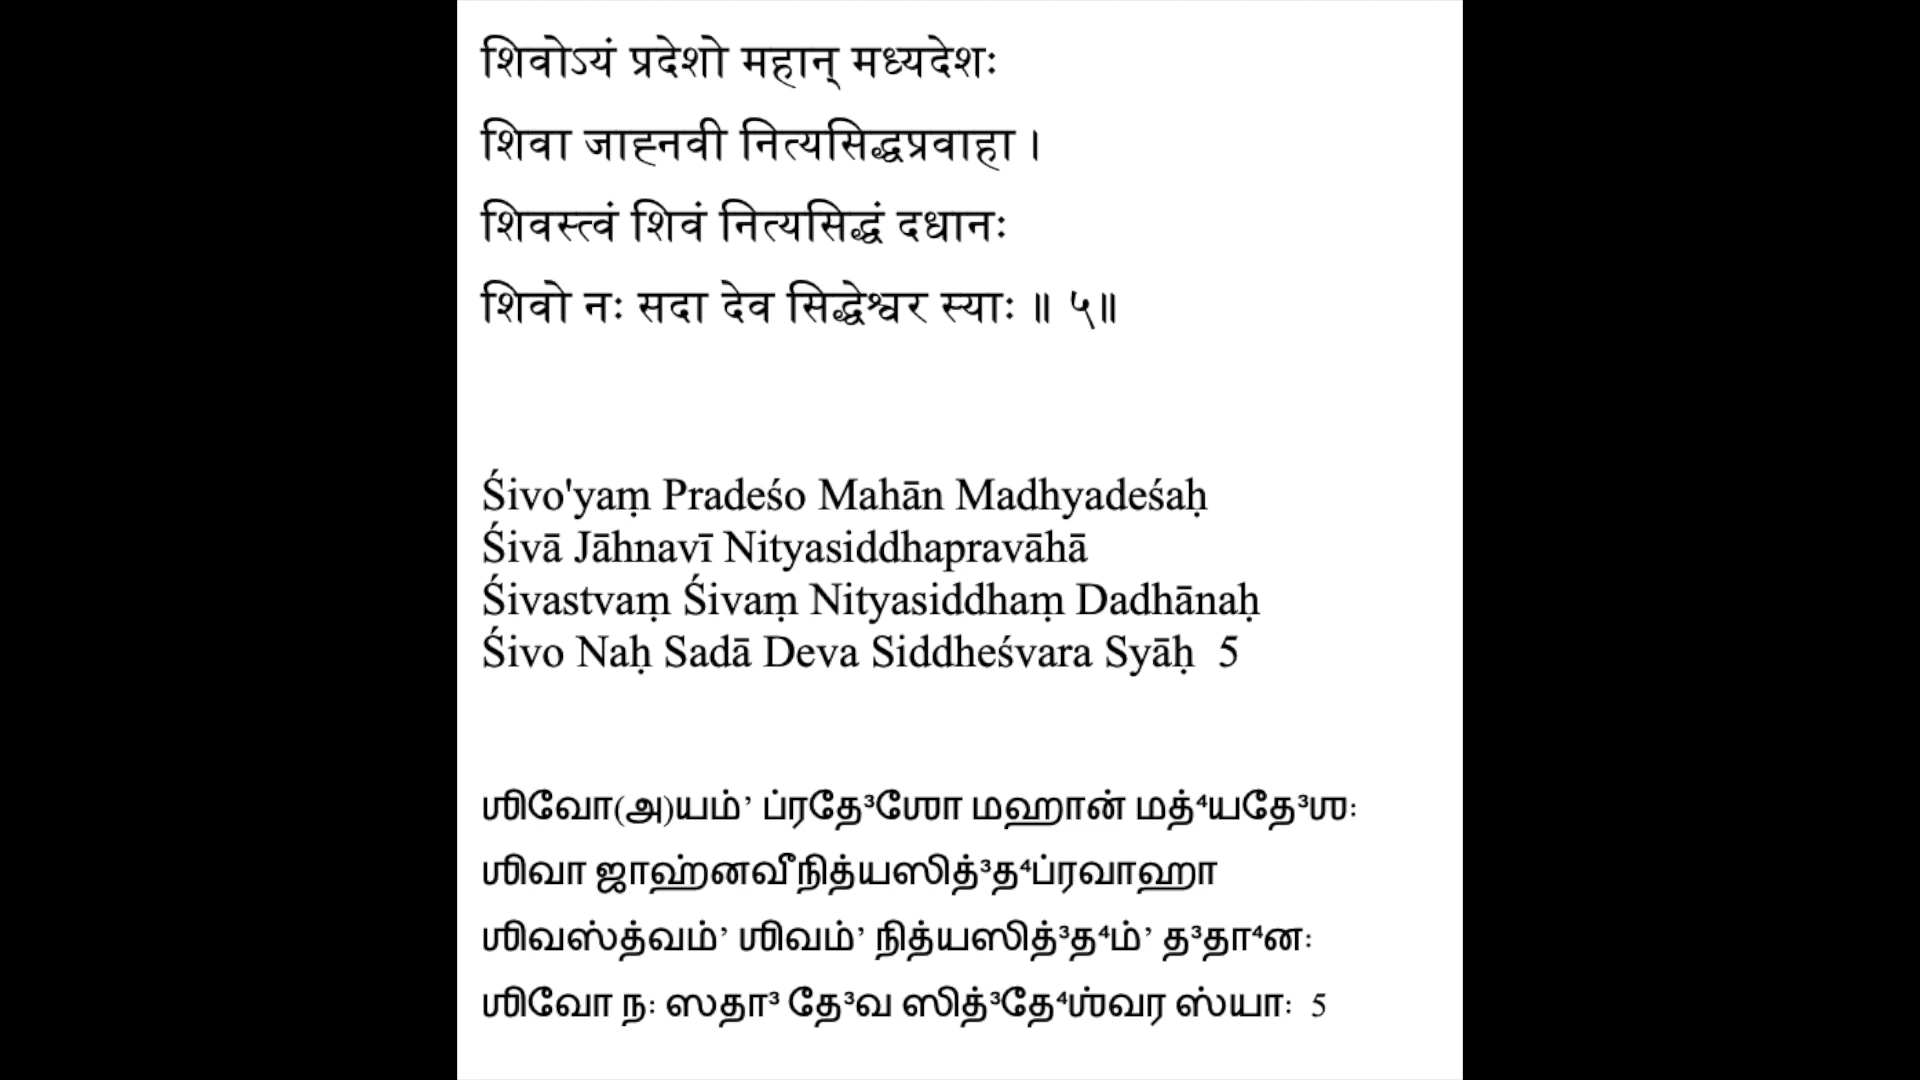 शिवोऽयं प्रदेशो महान् मध्यदेशः
शिवा जाह्नवी नित्यसिद्धप्रवाहा ।
शिवस्त्वं शिवं नित्यसिद्धं दधानः
शिवो नः सदा देव सिद्धेश्वर स्याः ॥ ५॥
Śivo'yaṃ Pradeśo Mahān Madhyadeśaḥ
Śivā Jāhnavī Nityasiddhapravāhā
Śivastvaṃ Śivaṃ Nityasiddhaṃ Dadhānaḥ
Śivo Naḥ Sadā Deva Siddheśvara Syāḥ 5
ஶிவோ(அ)யம்ʼ ப்ரதே³ஶோ மஹான் மத்⁴யதே³ஶ꞉
ஶிவா ஜாஹ்னவீ நித்யஸித்³த⁴ப்ரவாஹா
ஶிவஸ்த்வம்ʼ ஶிவம்ʼ நித்யஸித்³த⁴ம்ʼ த³தா⁴ன꞉
ஶிவோ ந꞉ ஸதா³ தே³வ ஸித்³தே⁴ஶ்வர ஸ்யா꞉ 5